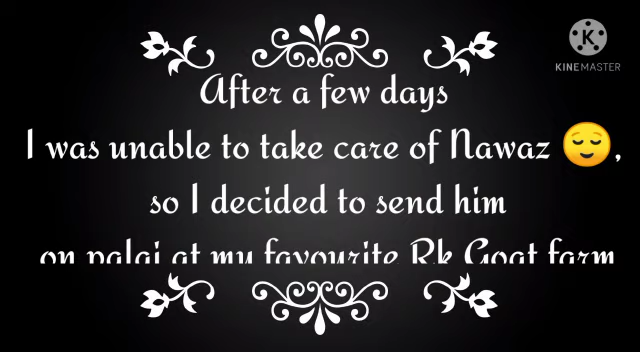 After a few days
I was unable to take care of Nawaz 😌,
so I decided to send him
on palai at my favourite Rk Goat farm
KINEMASTER